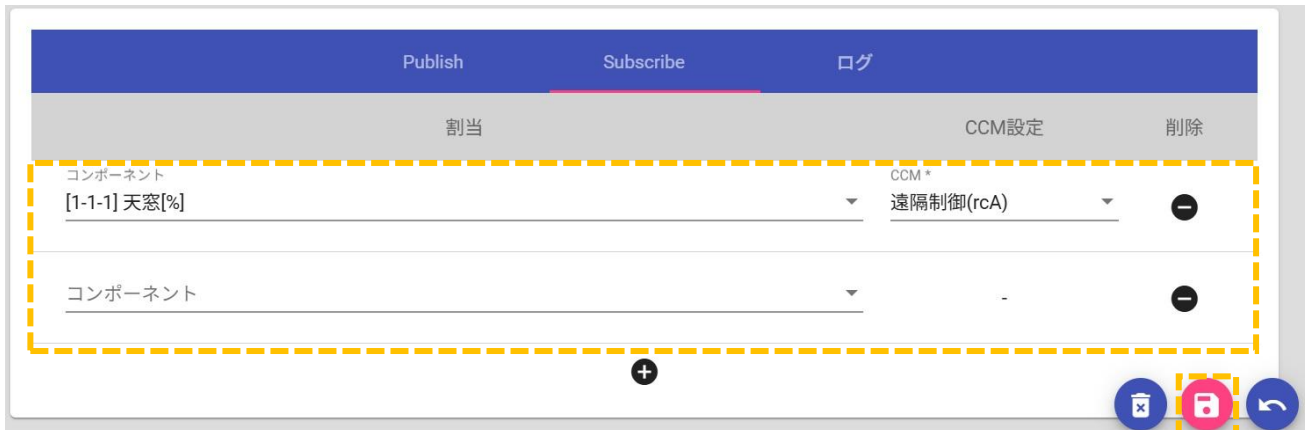 Publish Subscribe ログ
割当 CCM設定 削除
コンポーネント CCM *
[1-1-1] 天窓[%] 遠隔制御(rcA)
コンポーネント -